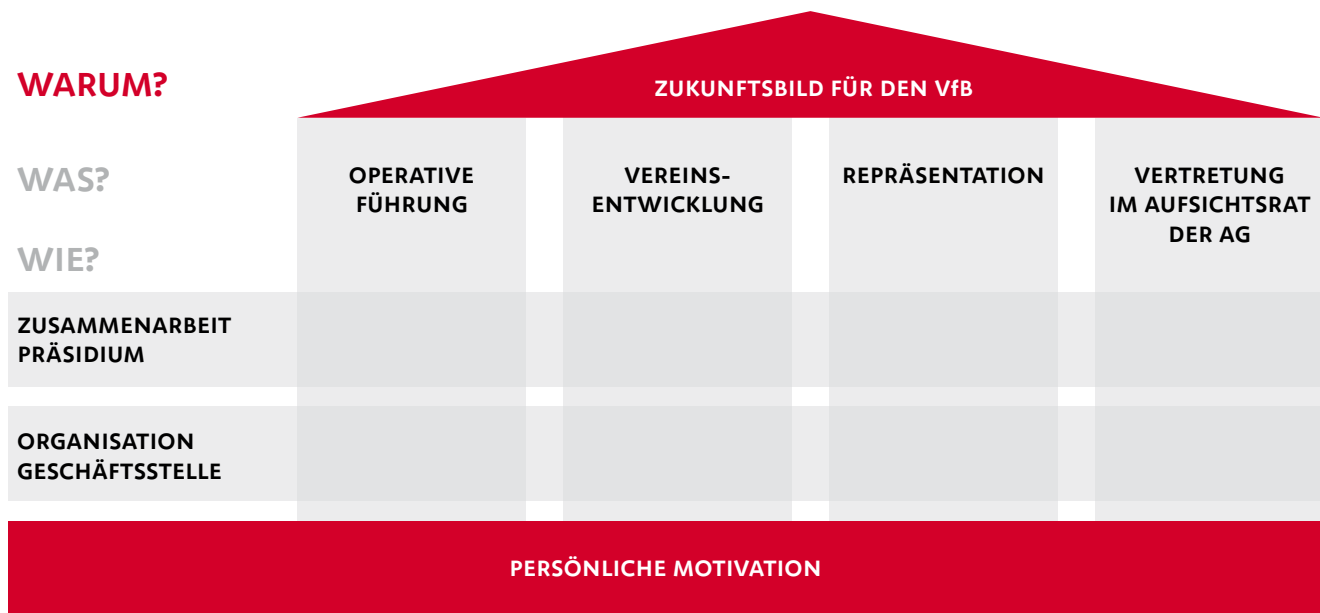 WARUM?
ZUKUNFTSBILD FÜR DEN VfB
WAS?
OPERATIVE
FÜHRUNG
VEREINS-
ENTWICKLUNG
REPRÄSENTATION
VERTRETUNG
IM AUFSICHTSRAT
DER AG
WIE?
ZUSAMMENARBEIT
PRÄSIDIUM
ORGANISATION
GESCHÄFTSSTELLE
PERSÖNLICHE MOTIVATION